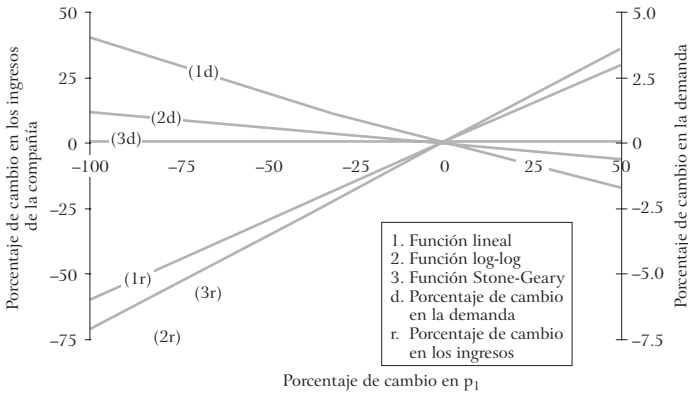 Porcentaje de cambio en los ingresos
de la compañía
50
25
0
–25
–50
–75
–100
–75
–50
–25
0
25
50
5.0
2.5
0
–2.5
–5.0
–7.5
Porcentaje de cambio en la demanda
(1d)
(2d)
(3d)
(1r)
(3r)
(2r)
1. Función lineal
2. Función log-log
3. Función Stone-Geary
d. Porcentaje de cambio
en la demanda
r. Porcentaje de cambio
en los ingresos
Porcentaje de cambio en p1